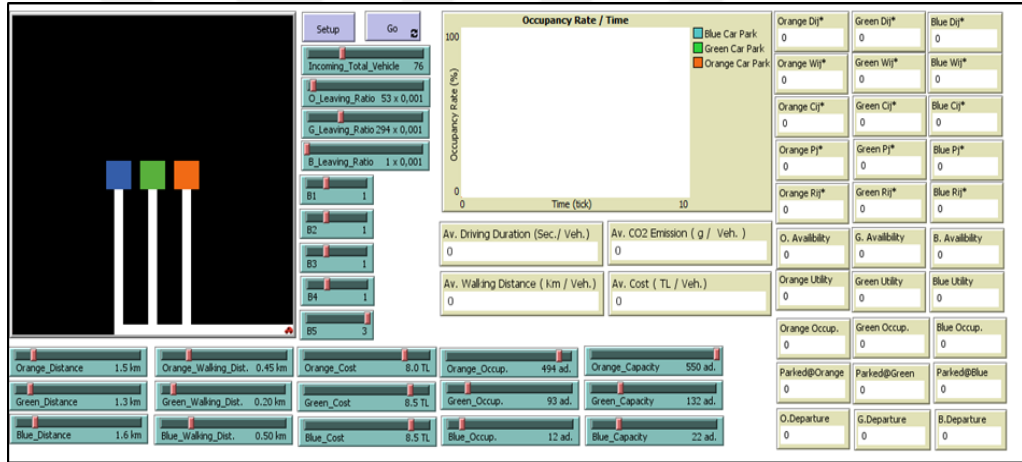 Setup
Go
Incoming_Total_Vehicle 76
O_Leaving_Ratio 53 x 0,001
G_Leaving_Ratio 294 x 0,001
B_Leaving_Ratio 1 x 0,001
B1 1
B2 1
B3 1
B4 1
B5 3
Occupancy Rate / Time
100
Occupancy Rate (%)
0
0
Time (tick)
10
Blue Car Park
Green Car Park
Orange Car Park
Av. Driving Duration (Sec./ Veh.)
0
Av. CO2 Emission ( g / Veh. )
0
Av. Walking Distance ( Km / Veh.)
0
Av. Cost ( TL / Veh.)
0
Orange Dij* Green Dij* Blue Dij*
0 0 0
Orange Wij* Green Wij* Blue Wij*
0 0 0
Orange Cij* Green Cij* Blue Cij*
0 0 0
Orange Pj* Green Pj* Blue Pj*
0 0 0
Orange Rij* Green Rij* Blue Rij*
0 0 0
O. Availibility G. Availibility B. Availibility
0 0 0
Orange Utility Green Utility Blue Utility
0 0 0
Orange Occup. Green Occup. Blue Occup.
0 0 0
Parked@Orange Parked@Green Parked@Blue
0 0 0
O.Departure G.Departure B.Departure
0 0 0
Orange_Distance 1.5 km Orange_Walking_Dist. 0.45 km Orange_Cost 8.0 TL Orange_Occup. 494 ad. Orange_Capacity 550 ad.
Green_Distance 1.3 km Green_Walking_Dist. 0.20 km Green_Cost 8.5 TL Green_Occup. 93 ad. Green_Capacity 132 ad.
Blue_Distance 1.6 km Blue_Walking_Dist. 0.50 km Blue_Cost 8.5 TL Blue_Occup. 12 ad. Blue_Capacity 22 ad.